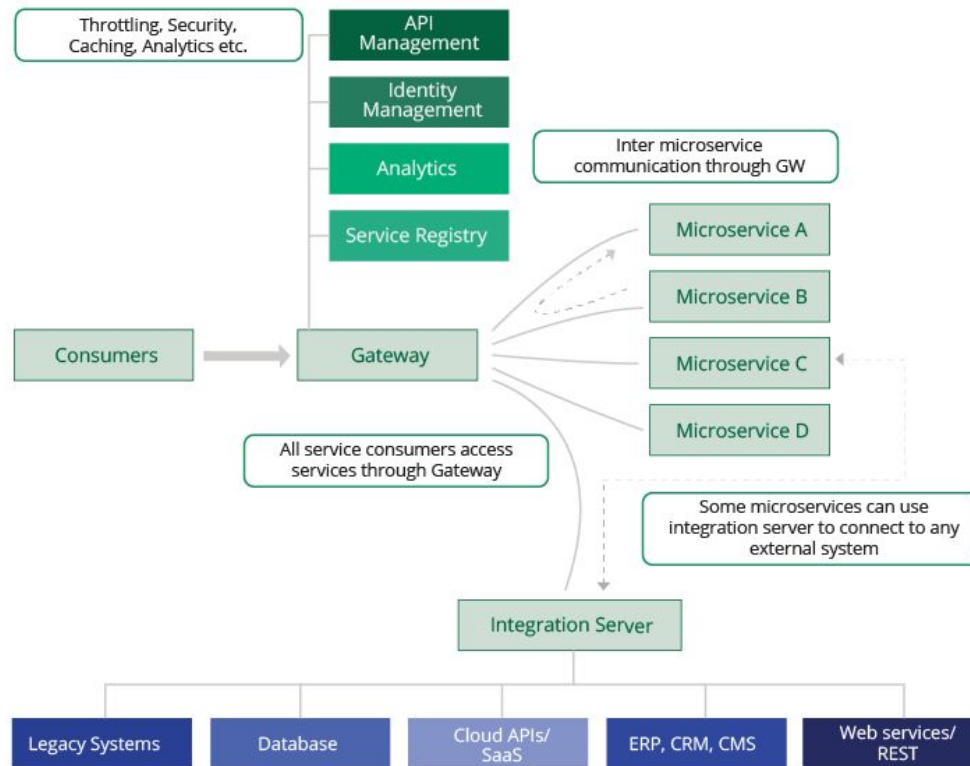 Throttling, Security,
Caching, Analytics etc.
API
Management
Identity
Management
Analytics
Service Registry
Inter microservice
communication through GW
Microservice A
Microservice B
Microservice C
Microservice D
Consumers
Gateway
All service consumers access
services through Gateway
Some microservices can use
integration server to connect to any
external system
Integration Server
Legacy Systems
Database
Cloud APIs/
SaaS
ERP, CRM, CMS
Web services/
REST